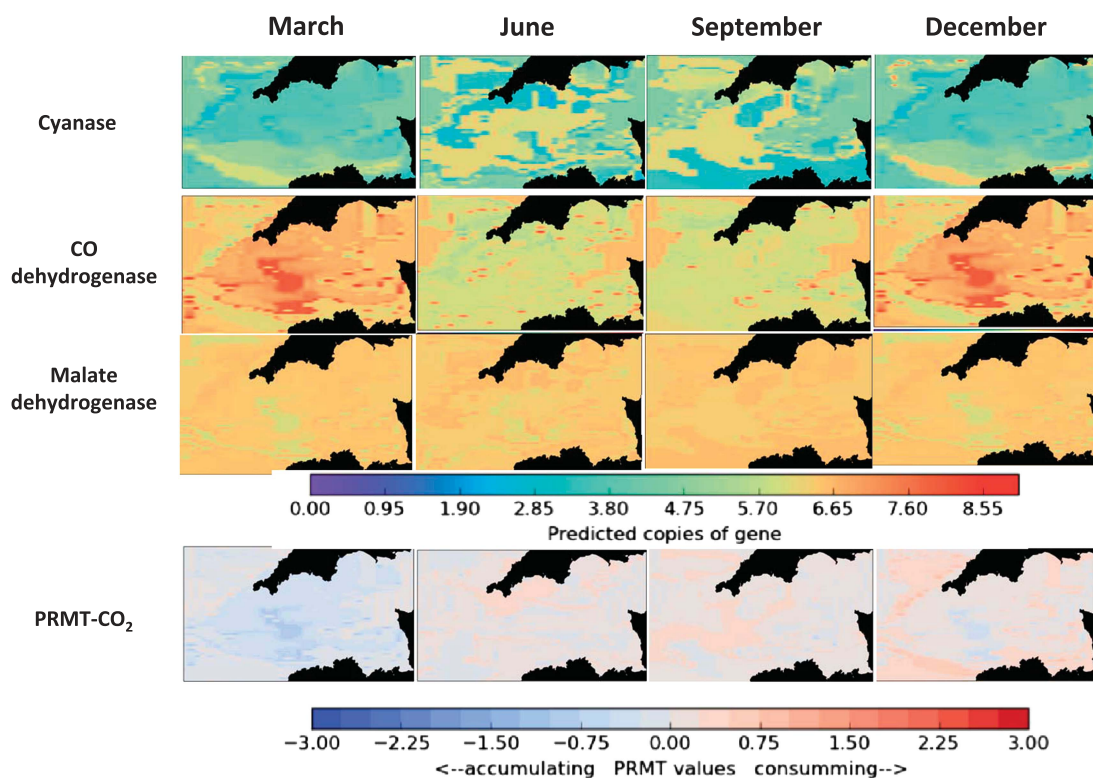 March June September December
Cyanase
CO
dehydrogenase
Malate
dehydrogenase
0.00 0.95 1.90 2.85 3.80 4.75 5.70 6.65 7.60 8.55
Predicted copies of gene
PRMT-CO₂
−3.00 −2.25 −1.50 −0.75 0.00 0.75 1.50 2.25 3.00
<--accumulating PRMT values consumming-->